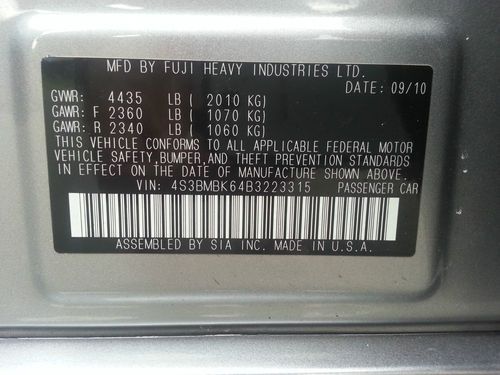 MFD BY FUJI HEAVY INDUSTRIES LTD.
DATE: 09/10
GVWR: 4435 LB ( 2010 KG)
GAWR: F 2360 LB ( 1070 KG)
GAWR: R 2340 LB ( 1060 KG)
THIS VEHICLE CONFORMS TO ALL APPLICABLE FEDERAL MOTOR
VEHICLE SAFETY,BUMPER,AND THEFT PREVENTION STANDARDS
IN EFFECT ON THE DATE OF MANUFACTURE SHOWN ABOVE.
VIN: 4S3BMBK64B3223315 PASSENGER CAR
ASSEMBLED BY SIA INC. MADE IN U.S.A.